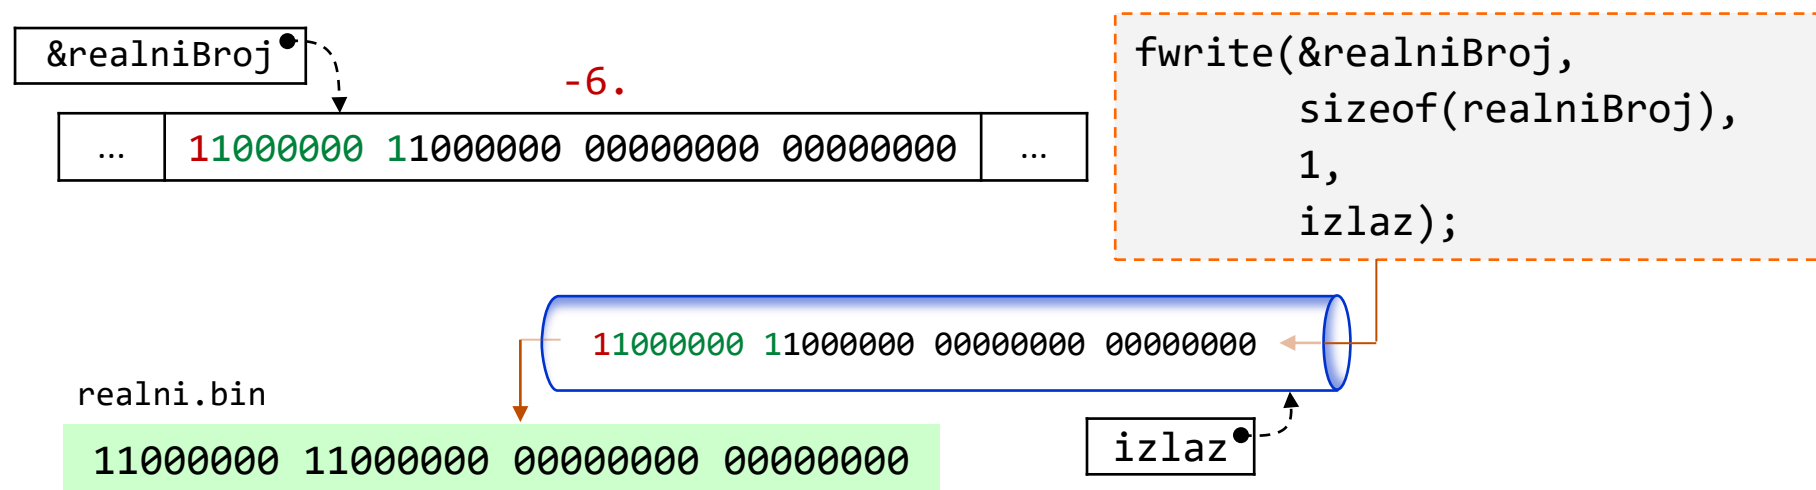 &realniBroj
-6.
... 11000000 11000000 00000000 00000000 ...
fwrite(&realniBroj,
sizeof(realniBroj),
1,
izlaz);
11000000 11000000 00000000 00000000
realni.bin
11000000 11000000 00000000 00000000
izlaz